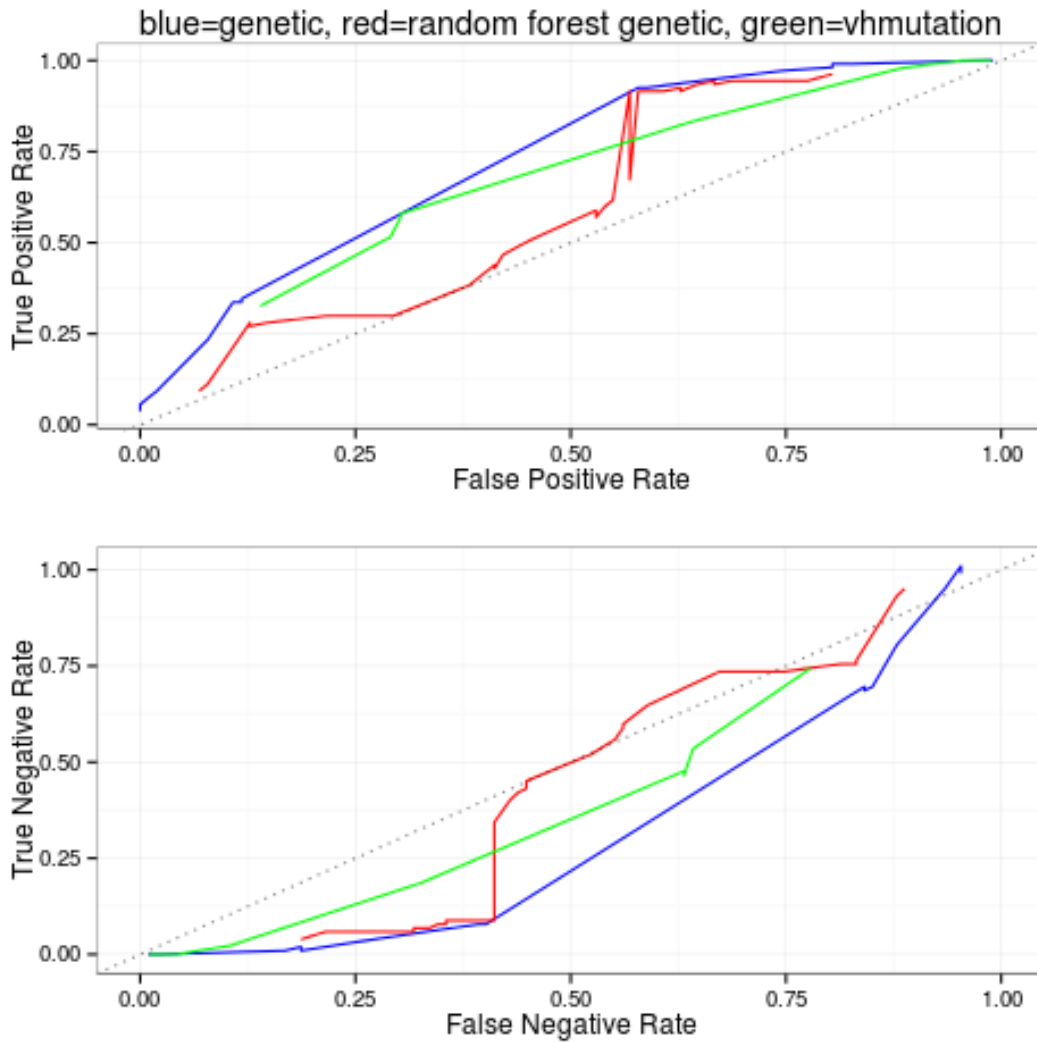 blue=genetic, red=random forest genetic, green=vhmutation
True Positive Rate
1.00
0.75
0.50
0.25
0.00
0.00 0.25 0.50 0.75 1.00
False Positive Rate
True Negative Rate
1.00
0.75
0.50
0.25
0.00
0.00 0.25 0.50 0.75 1.00
False Negative Rate